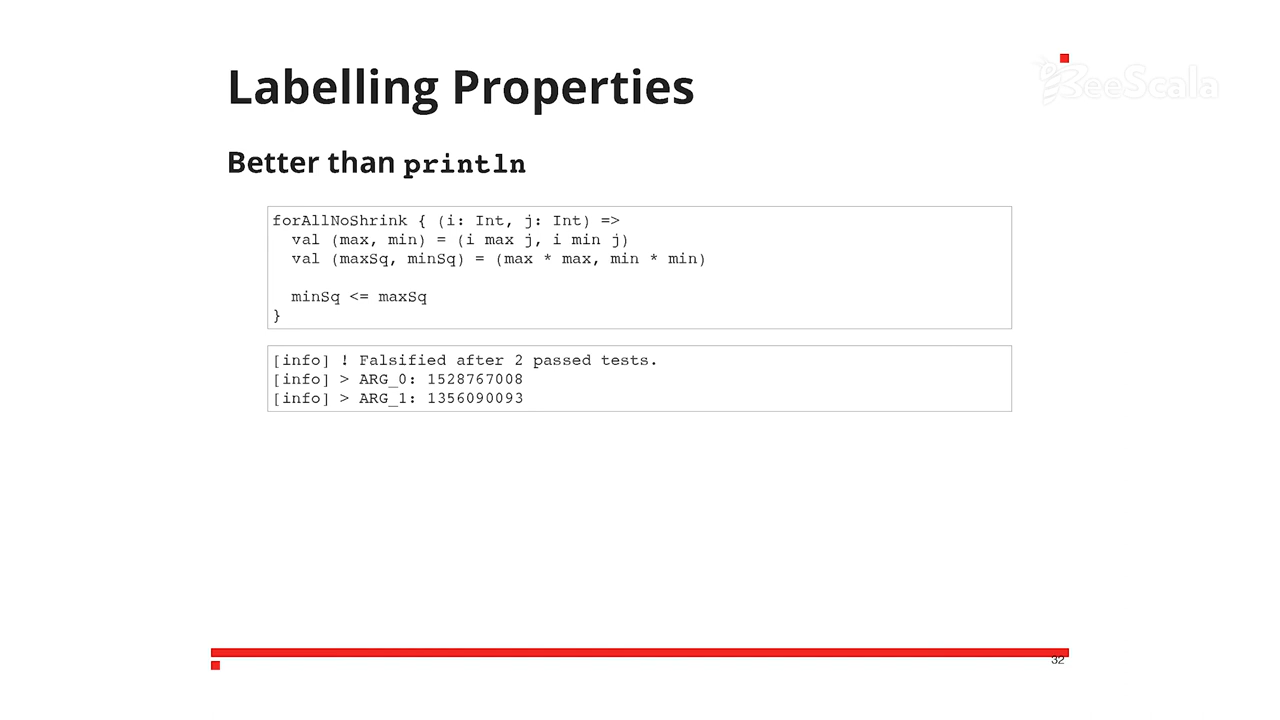 Labelling Properties
BeeScala
Better than println
forAllNoShrink { (i: Int, j: Int) =>
  val (max, min) = (i max j, i min j)
  val (maxSq, minSq) = (max * max, min * min)

  minSq <= maxSq
}
[info] ! Falsified after 2 passed tests.
[info] > ARG_0: 1528767008
[info] > ARG_1: 1356090093
32